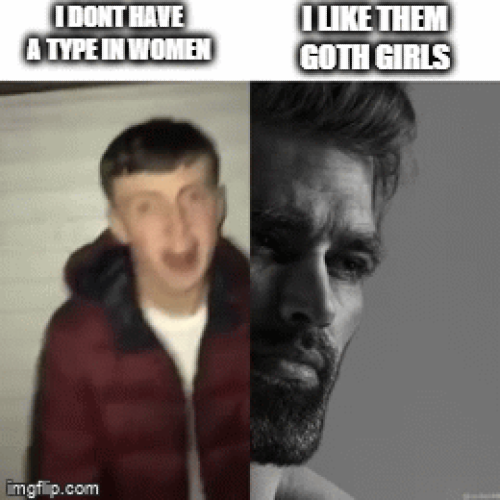 I DONT HAVE
A TYPE IN WOMEN
I LIKE THEM
GOTH GIRLS
imgflip.com